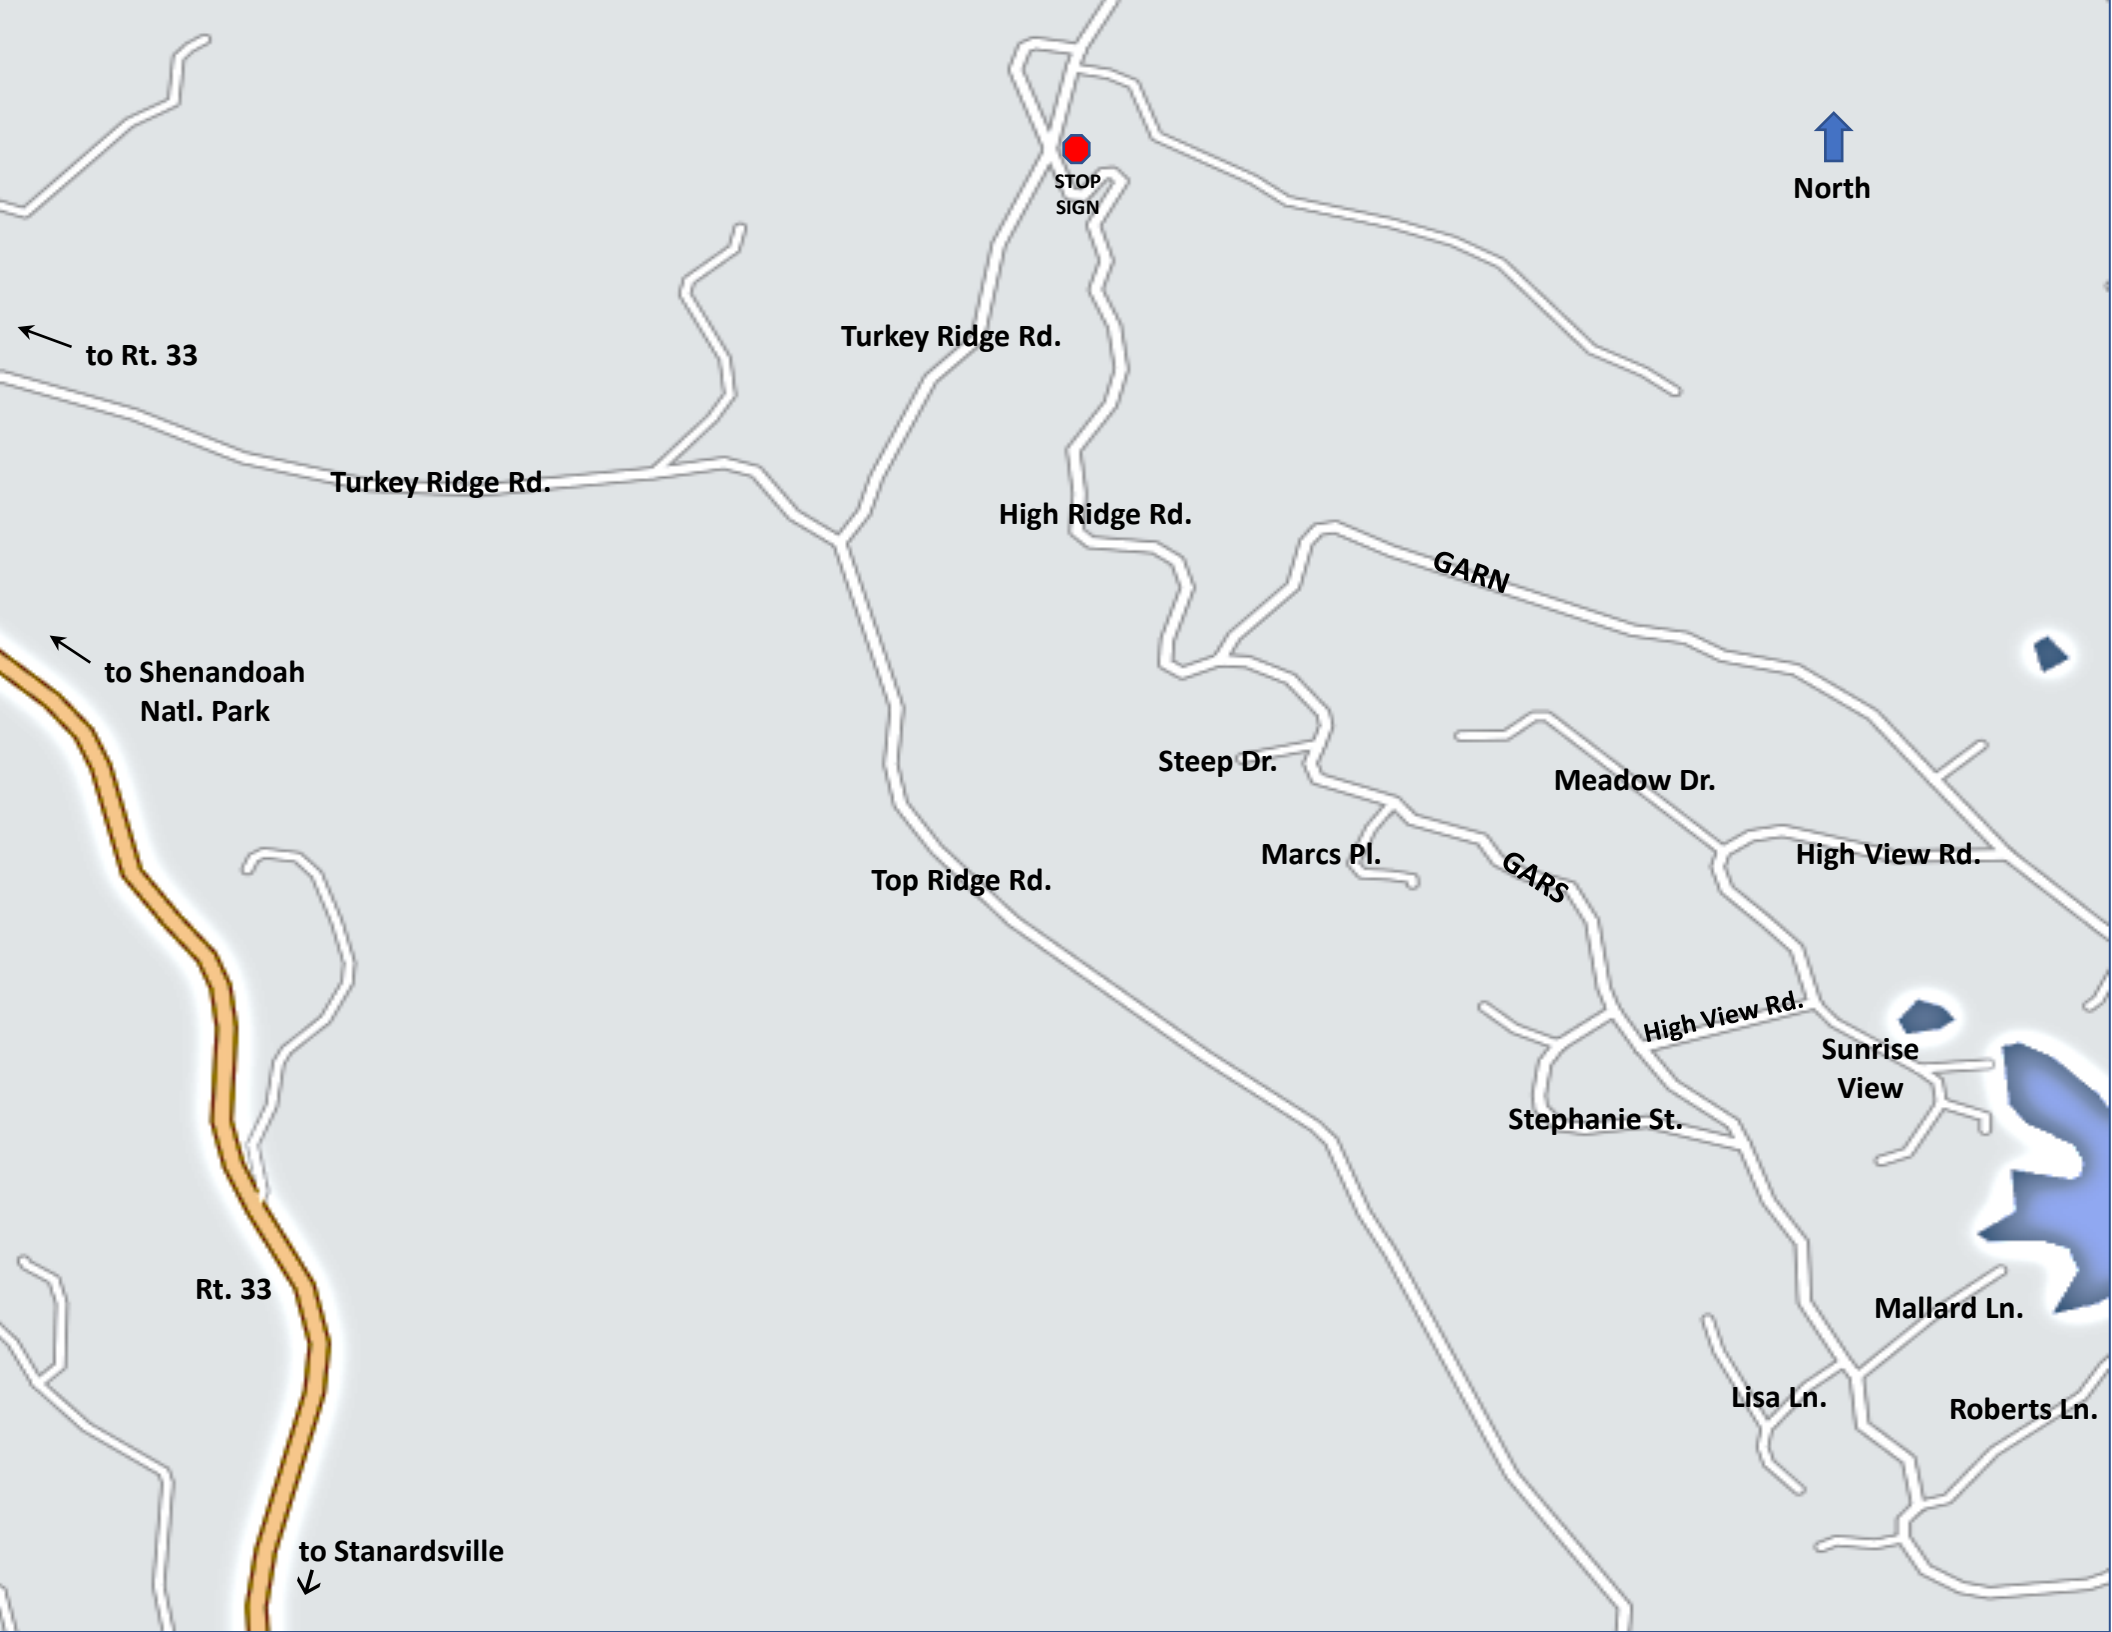 STOP
SIGN
North
Turkey Ridge Rd.
to Rt. 33
Turkey Ridge Rd.
High Ridge Rd.
GARN
to Shenandoah
Natl. Park
Steep Dr.
Meadow Dr.
Marcs Pl.
High View Rd.
GARS
Top Ridge Rd.
High View Rd.
Sunrise
View
Stephanie St.
Rt. 33
Mallard Ln.
Lisa Ln.
Roberts Ln.
to Stanardsville